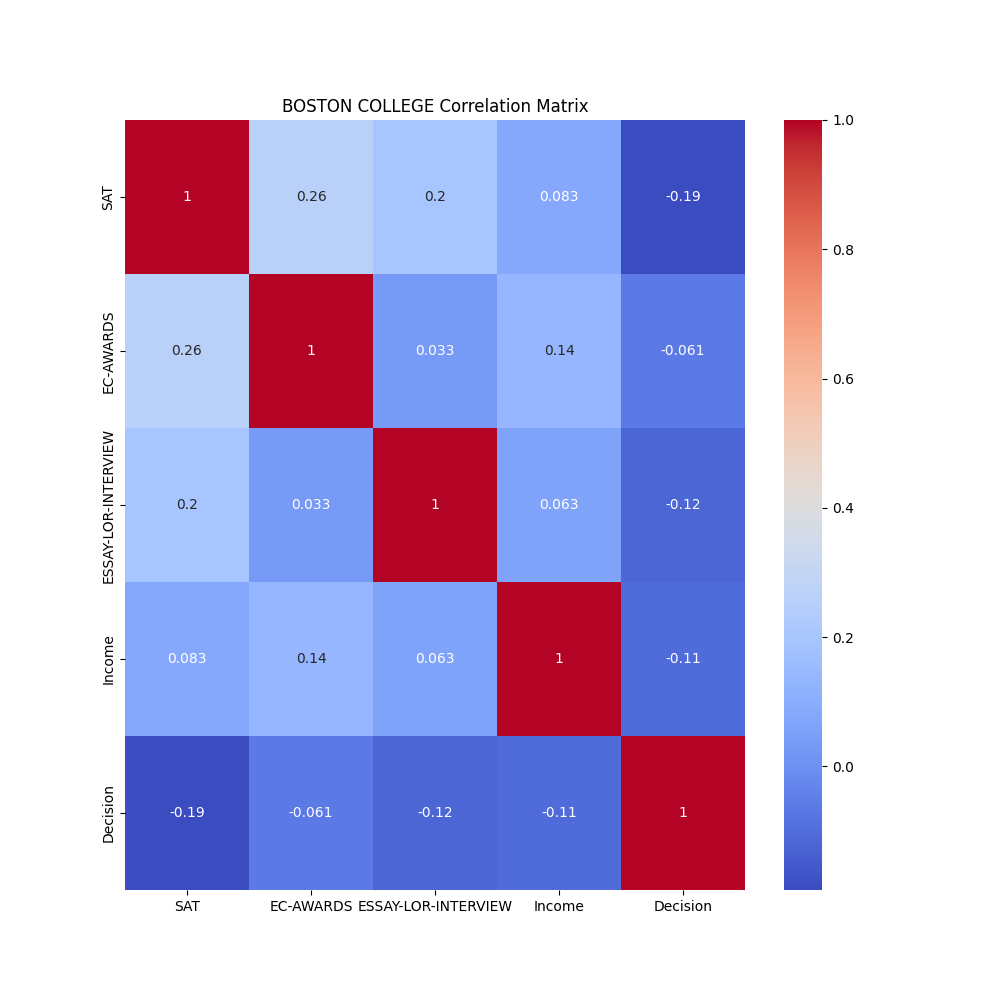 BOSTON COLLEGE Correlation Matrix
SAT 1 0.26 0.2 0.083 -0.19
EC-AWARDS 0.26 1 0.033 0.14 -0.061
ESSAY-LOR-INTERVIEW 0.2 0.033 1 0.063 -0.12
Income 0.083 0.14 0.063 1 -0.11
Decision -0.19 -0.061 -0.12 -0.11 1
SAT EC-AWARDS ESSAY-LOR-INTERVIEW Income Decision
1.0
0.8
0.6
0.4
0.2
0.0